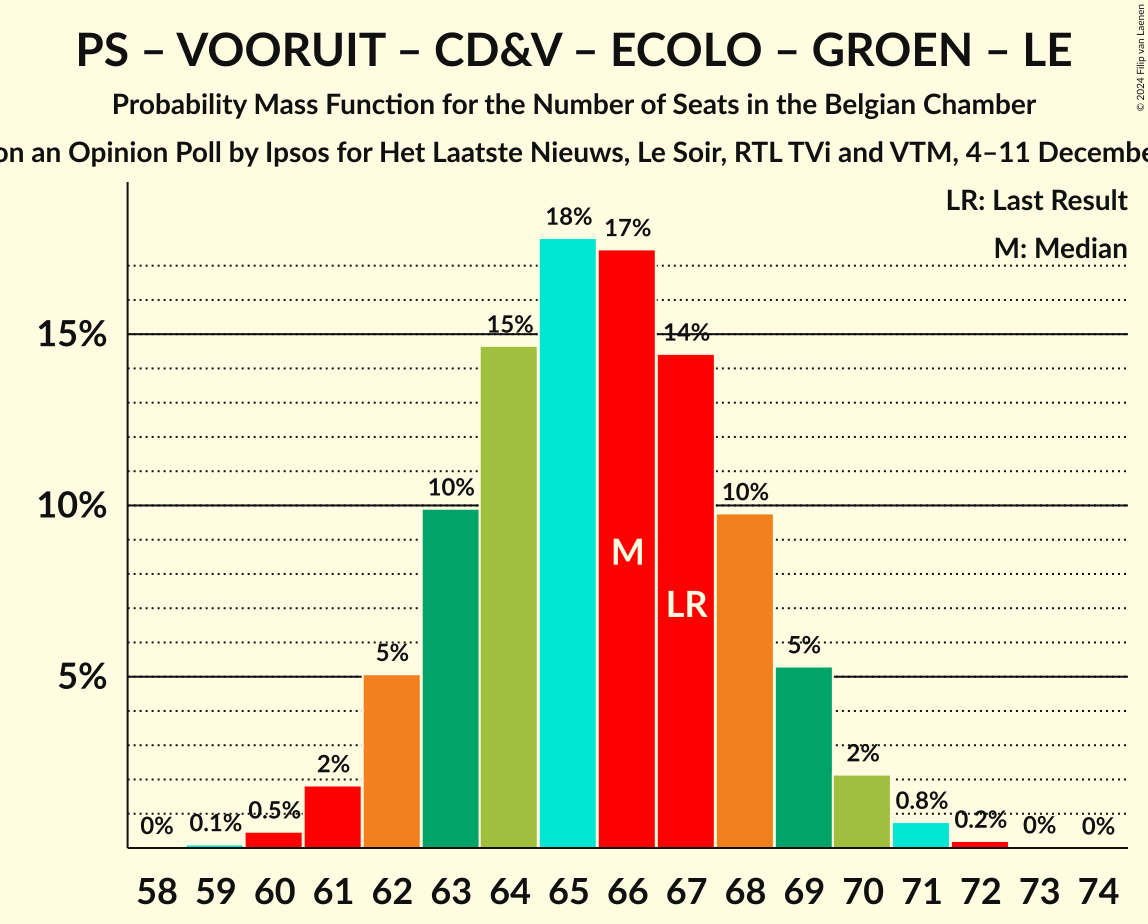 PS – VOORUIT – CD&V – ECOLO – GROEN – LE
Probability Mass Function for the Number of Seats in the Belgian Chamber
on an Opinion Poll by Ipsos for Het Laatste Nieuws, Le Soir, RTL TVi and VTM, 4–11 Decembe
© 2024 Filip van Laenen
LR: Last Result
M: Median
18%
17%
15%
14%
15%
10%
10%
10%
M
LR
5%
5%
5%
2%
2%
0%
0.1%
0.5%
0.8%
0.2%
0%
0%
58 59 60 61 62 63 64 65 66 67 68 69 70 71 72 73 74